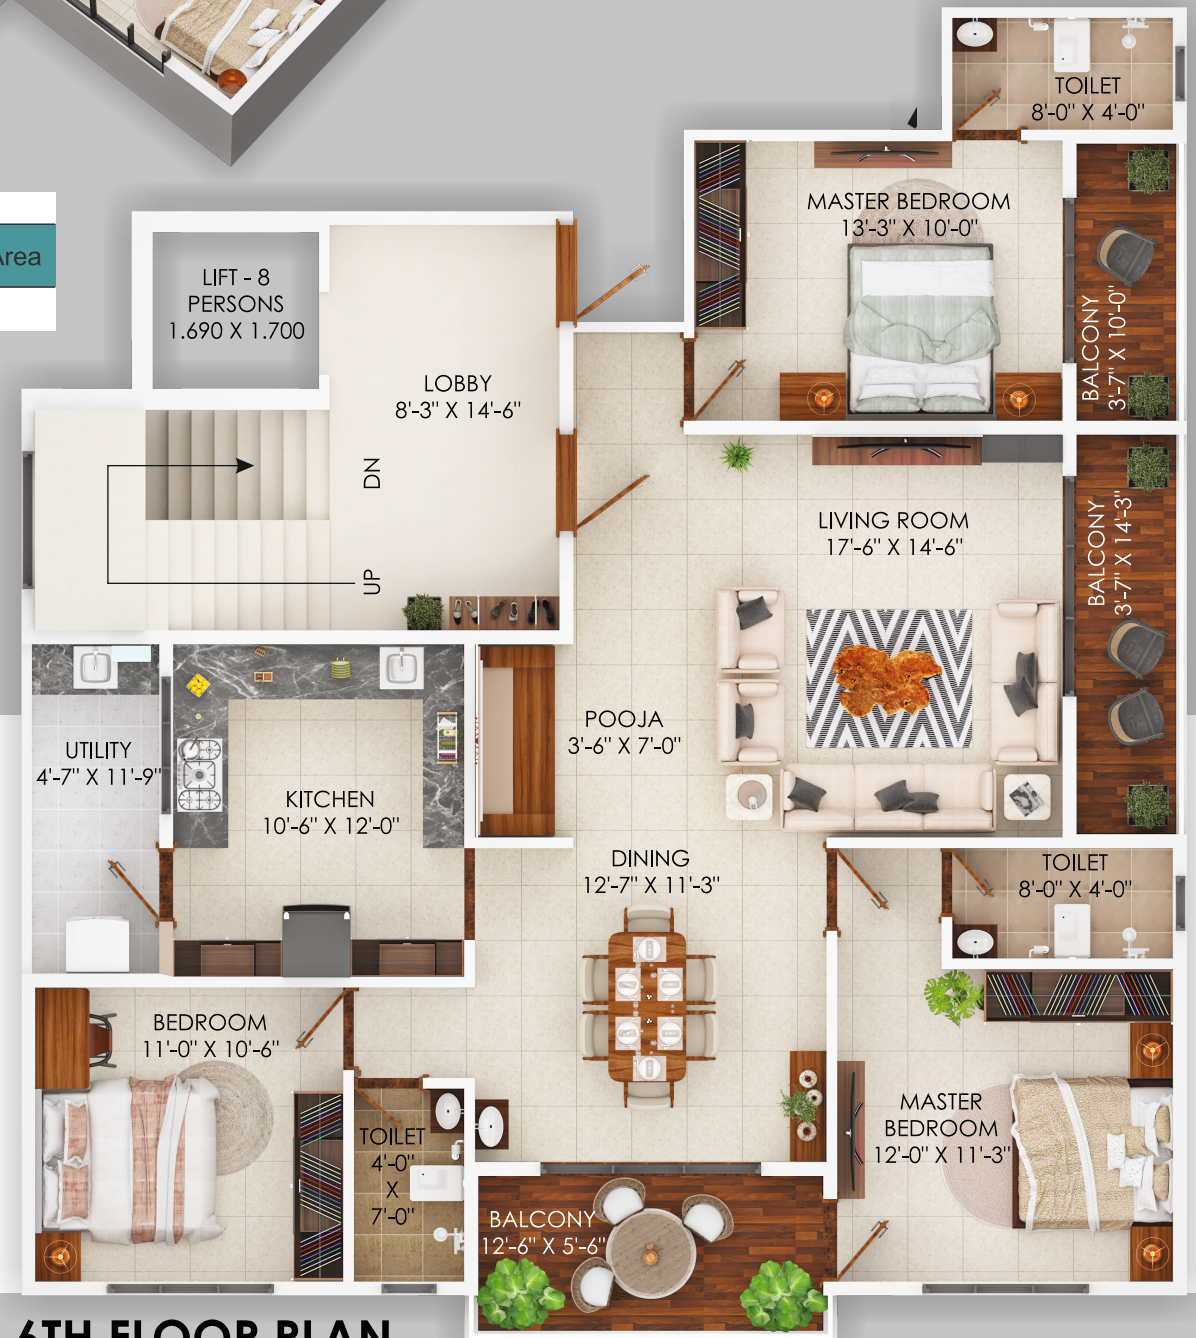 TOILET
8'-0" X 4'-0"
MASTER BEDROOM
13'-3" X 10'-0"
BALCONY
3'-7" X 10'-0"
Area
LIFT - 8
PERSONS
1.690 X 1.700
LOBBY
8'-3" X 14'-6"
DN
UP
LIVING ROOM
17'-6" X 14'-6"
BALCONY
3'-7" X 14'-3"
POOJA
3'-6" X 7'-0"
UTILITY
4'-7" X 11'-9"
KITCHEN
10'-6" X 12'-0"
DINING
12'-7" X 11'-3"
TOILET
8'-0" X 4'-0"
BEDROOM
11'-0" X 10'-6"
TOILET
4'-0"
X
7'-0"
MASTER
BEDROOM
12'-0" X 11'-3"
BALCONY
12'-6" X 5'-6"
6TH FLOOR PLAN